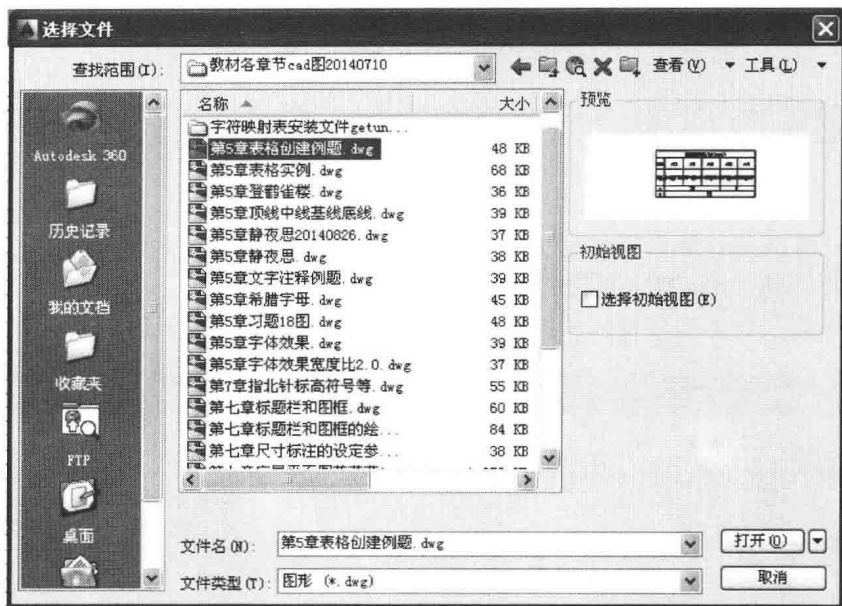 选择文件
查找范围(I):
教材各章节cad图20140710
查看(V)
工具(L)
名称
大小
预览
字符映射表安装文件getun...
第5章表格创建例题.dwg 48 KB
第5章表格实例.dwg 68 KB
第5章登鹳雀楼.dwg 36 KB
第5章顶线中线基线底线.dwg 39 KB
第5章静夜思20140826.dwg 37 KB
第5章静夜思.dwg 38 KB
第5章文字注释例题.dwg 39 KB
第5章希腊字母.dwg 45 KB
第5章习题18图.dwg 48 KB
第5章字体效果.dwg 39 KB
第5章字体效果宽度比2.0.dwg 37 KB
第7章指北针标高符号等.dwg 55 KB
第七章标题栏和图框.dwg 60 KB
第七章标题栏和图框的绘... 84 KB
第七章尺寸标注的设定参... 38 KB
Autodesk 360
历史记录
我的文档
收藏夹
FTP
桌面
初始视图
选择初始视图(E)
文件名(N):
第5章表格创建例题.dwg
打开(O)
文件类型(T):
图形 (*.dwg)
取消